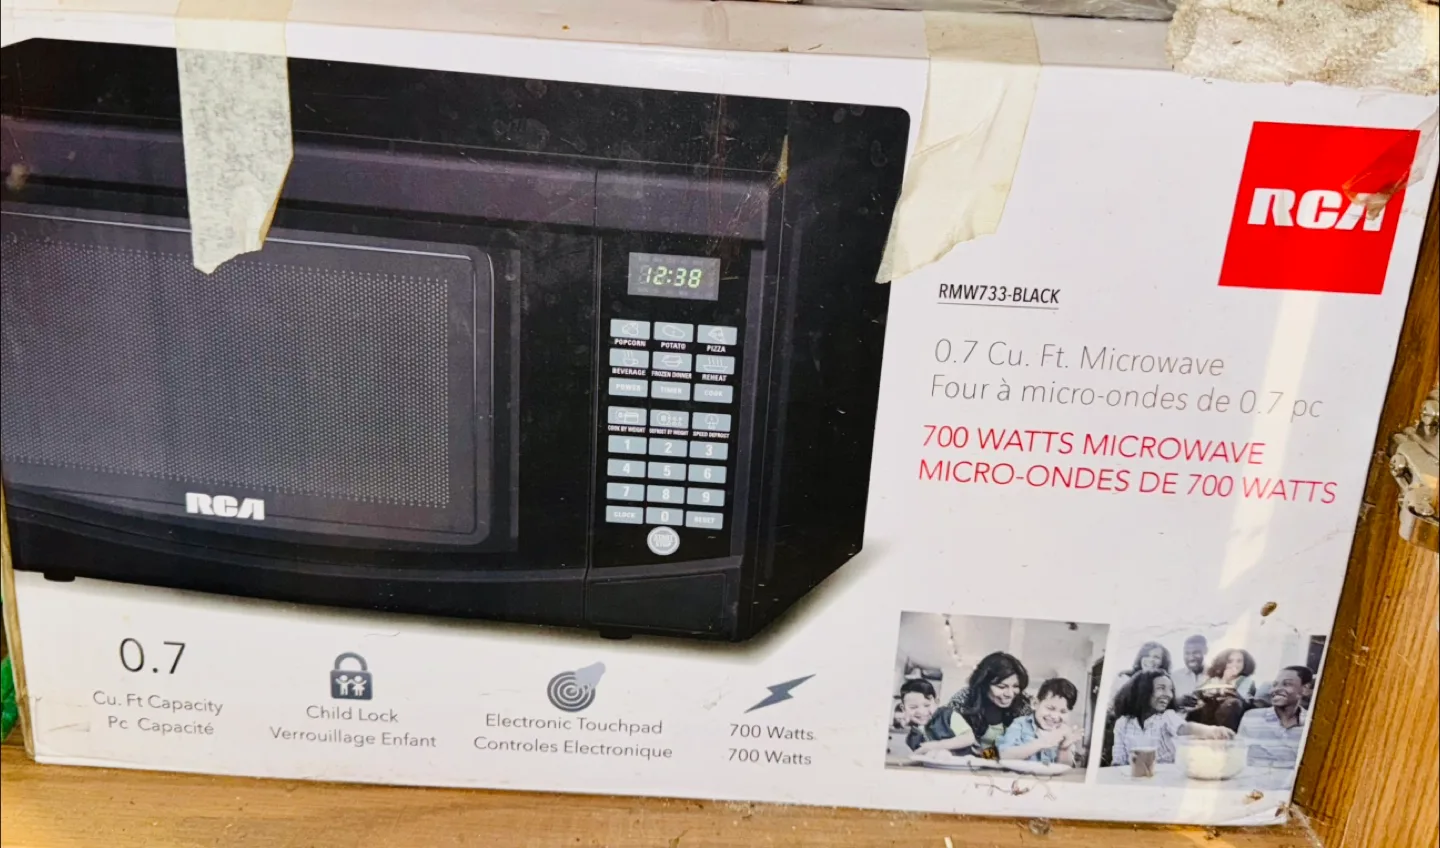 RCA
RMW733-BLACK
0.7 Cu. Ft. Microwave
Four à micro-ondes de 0.7 pc
700 WATTS MICROWAVE
MICRO-ONDES DE 700 WATTS
12:38
POPCORN POTATO PIZZA
BEVERAGE FROZEN DINNER REHEAT
POWER TIMER COOK
COOK BY WEIGHT DEFROST BY WEIGHT SPEED DEFROST
1 2 3
4 5 6
7 8 9
CLOCK 0 RESET
START
STOP
RCA
0.7
Cu. Ft Capacity
Pc Capacité
Child Lock
Verrouillage Enfant
Electronic Touchpad
Controles Electronique
700 Watts
700 Watts